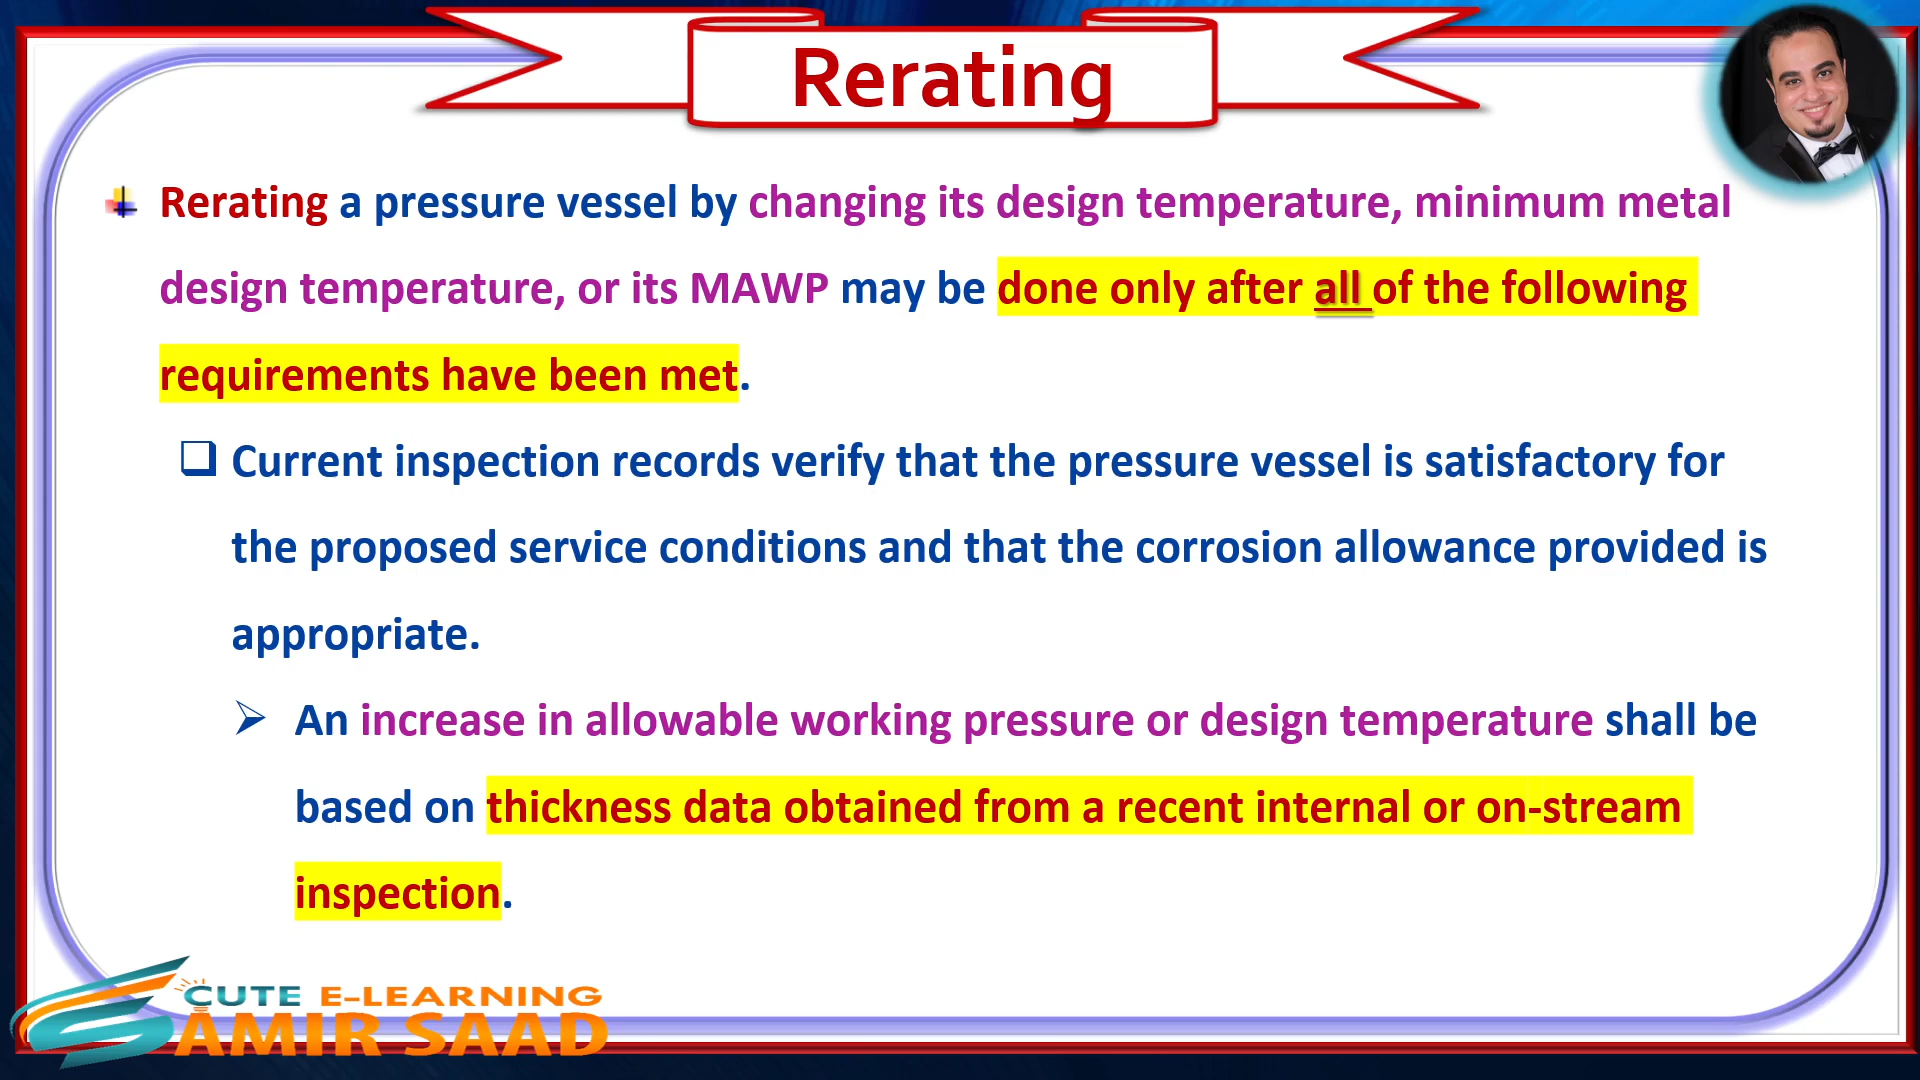 Rerating
Rerating a pressure vessel by changing its design temperature, minimum metal
design temperature, or its MAWP may be done only after all of the following
requirements have been met.
Current inspection records verify that the pressure vessel is satisfactory for
the proposed service conditions and that the corrosion allowance provided is
appropriate.
An increase in allowable working pressure or design temperature shall be
based on thickness data obtained from a recent internal or on-stream
inspection.
CUTE E-LEARNING
AMIR SAAD